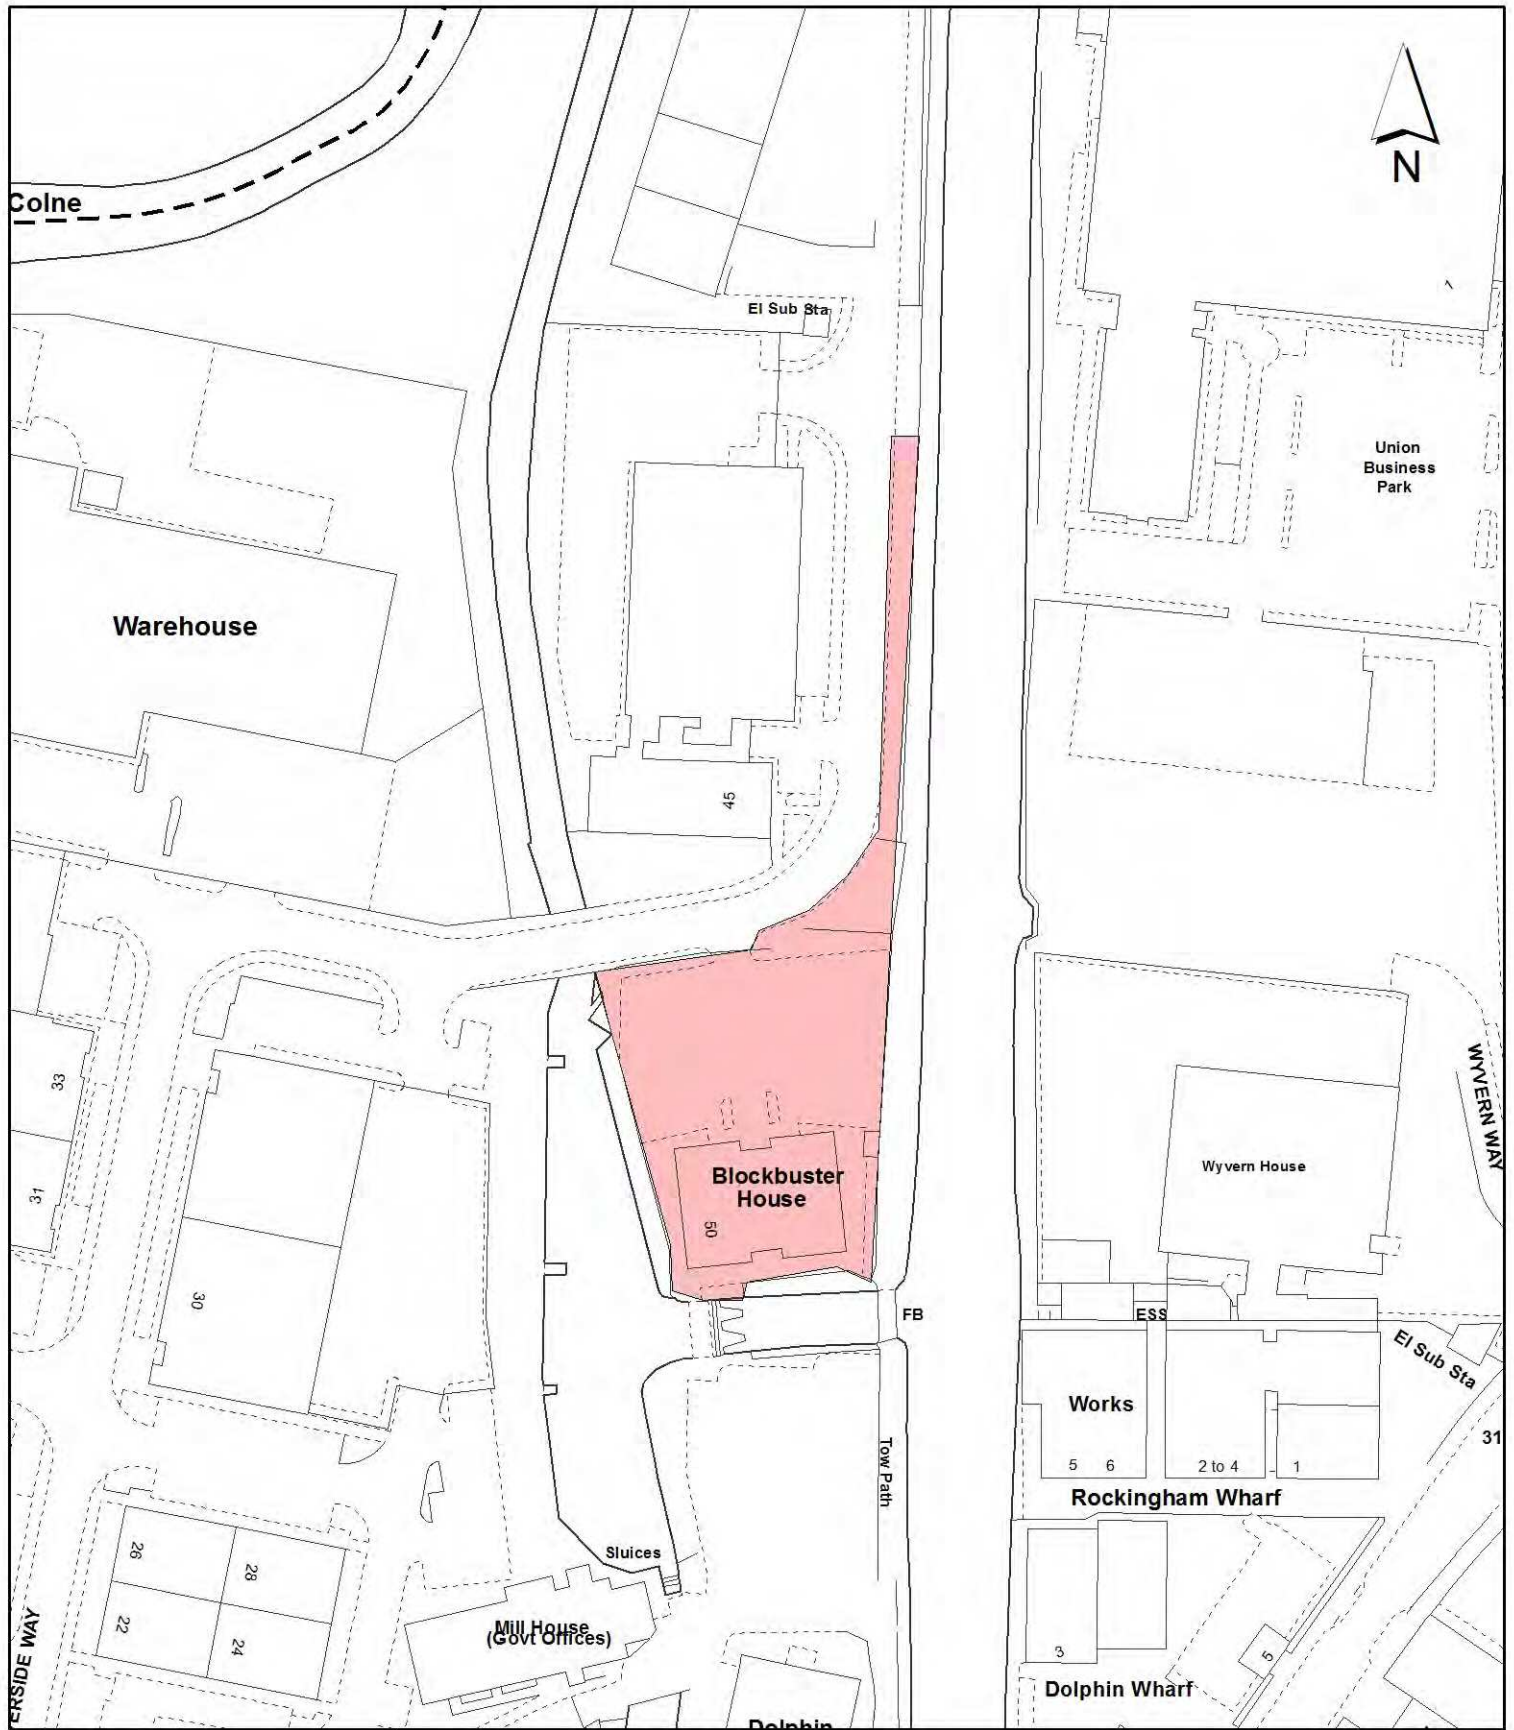 N
Colne
El Sub Sta
1
Union
Business
Park
Warehouse
45
33
WYVERN WAY
Wyvern House
Blockbuster
House
31
50
30
FB
ESS
El Sub Sta
Works
31
Tow Path
5 6
2 to 4
1
Rockingham Wharf
26
28
Sluices
22
24
Mill House
(Govt Offices)
ERSIDE WAY
3
5
Dolphin Wharf
Dolphin